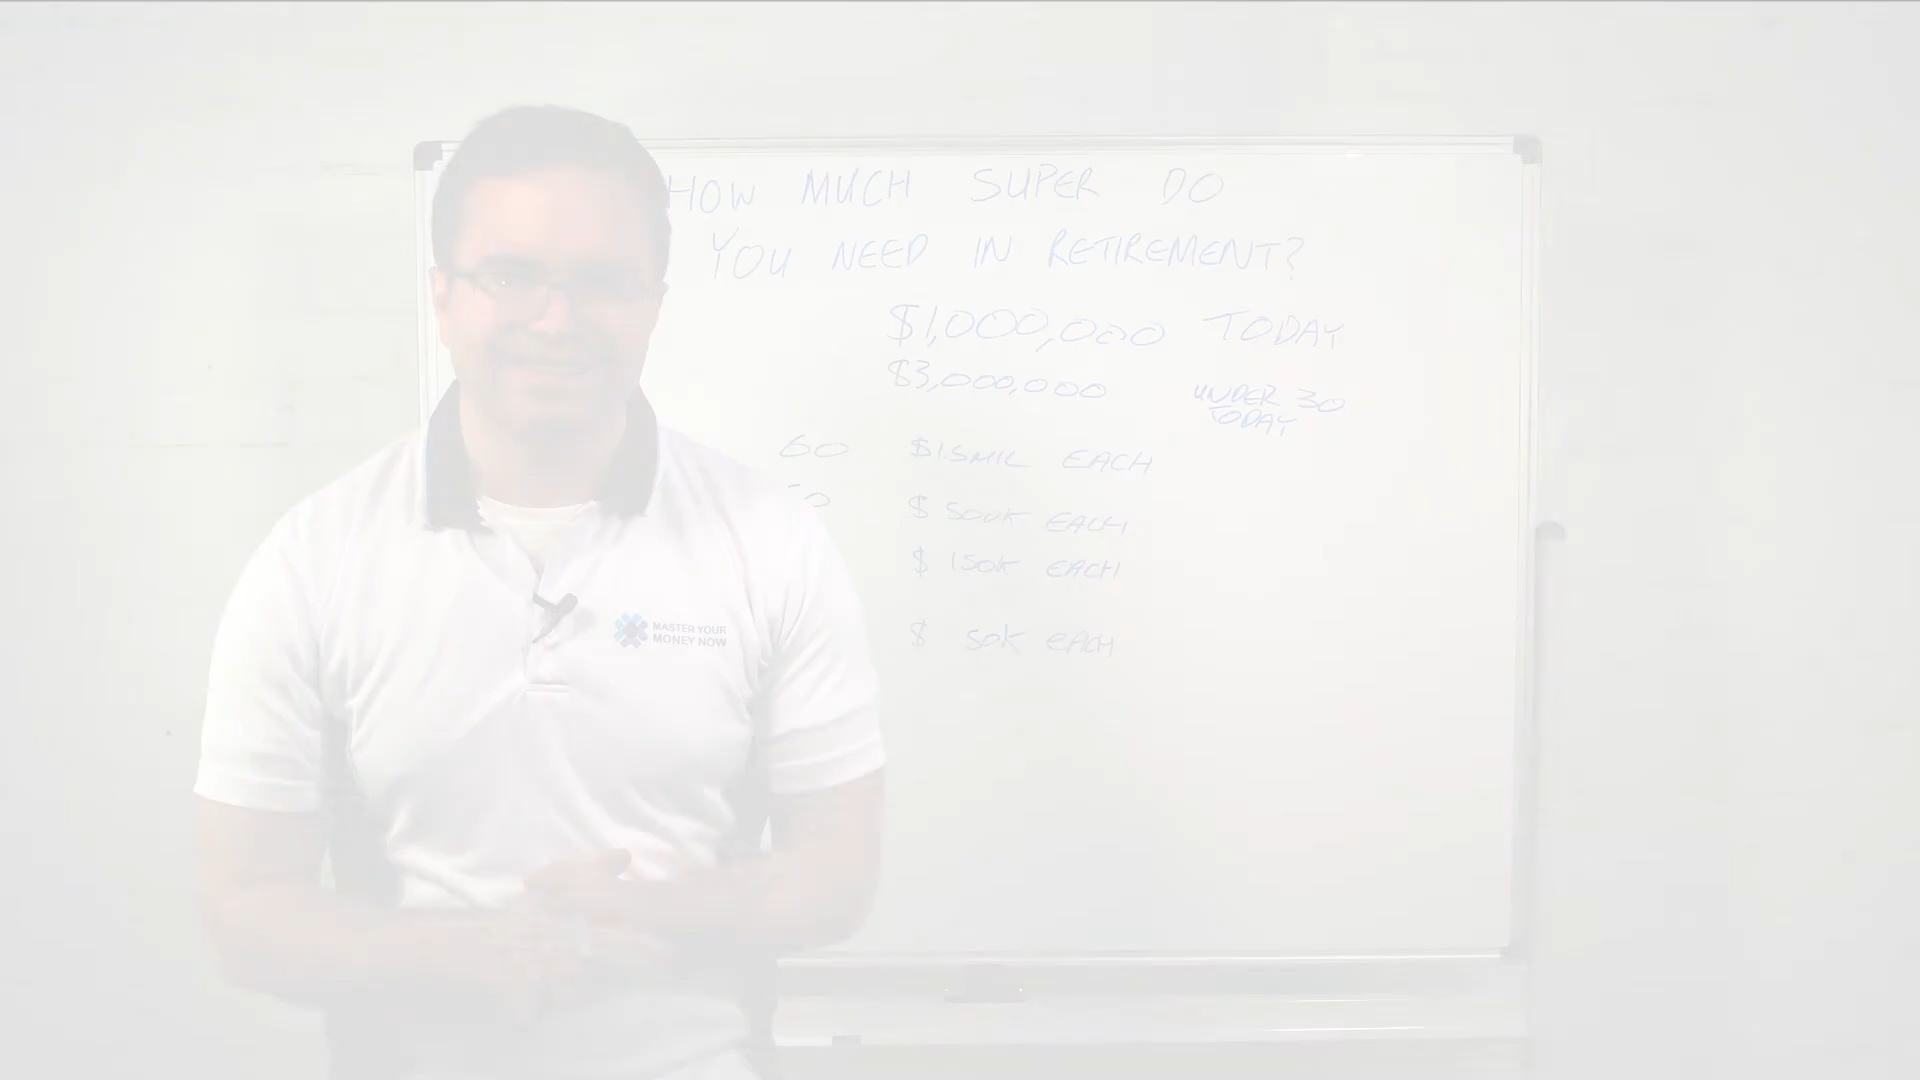 HOW MUCH SUPER DO
YOU NEED IN RETIREMENT?
$1,000,000 TODAY
$3,000,000 UNDER 30
TODAY
60 $1.5MIL EACH
$ 500K EACH
$ 150K EACH
$ 50K EACH
MASTER YOUR
MONEY NOW